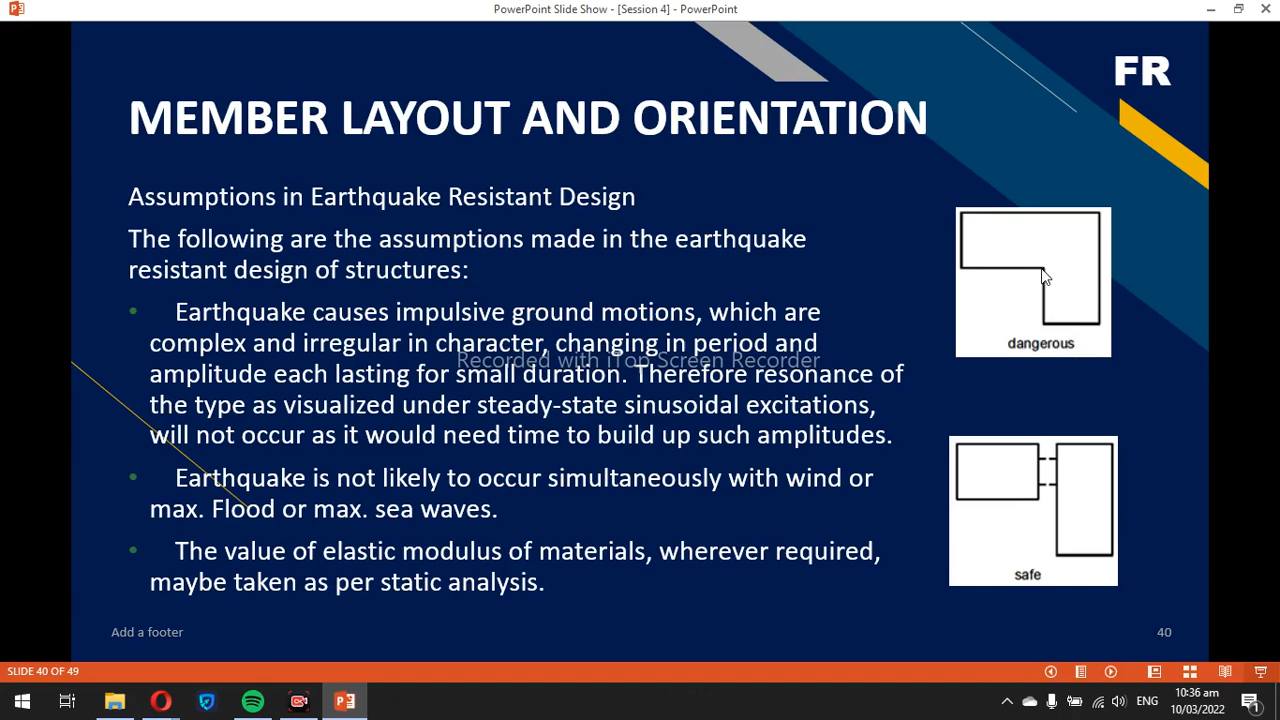 PowerPoint Slide Show - [Session 4] - PowerPoint
FR
MEMBER LAYOUT AND ORIENTATION
Assumptions in Earthquake Resistant Design
The following are the assumptions made in the earthquake
resistant design of structures:
• Earthquake causes impulsive ground motions, which are
complex and irregular in character, changing in period and
amplitude each lasting for small duration. Therefore resonance of
the type as visualized under steady-state sinusoidal excitations,
will not occur as it would need time to build up such amplitudes.
• Earthquake is not likely to occur simultaneously with wind or
max. Flood or max. sea waves.
• The value of elastic modulus of materials, wherever required,
maybe taken as per static analysis.
dangerous
safe
Recorded with iTop Screen Recorder
Add a footer
40
SLIDE 40 OF 49
ENG
10:36 am
10/03/2022
1